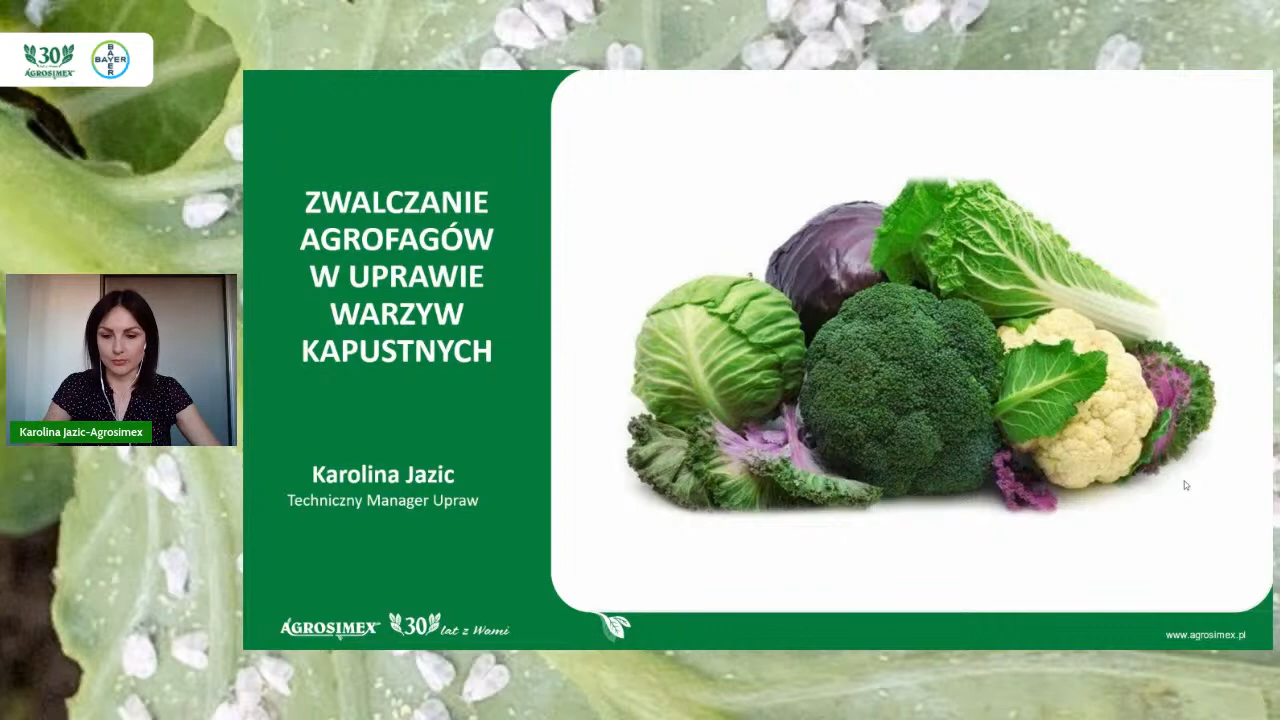 30
AGROSIMEX
BAYER
BAYER
ZWALCZANIE
AGROFAGÓW
W UPRAWIE
WARZYW
KAPUSTNYCH
Karolina Jazic-Agrosimex
Karolina Jazic
Techniczny Manager Upraw
AGROSIMEX 30 lat z Wami
www.agrosimex.pl